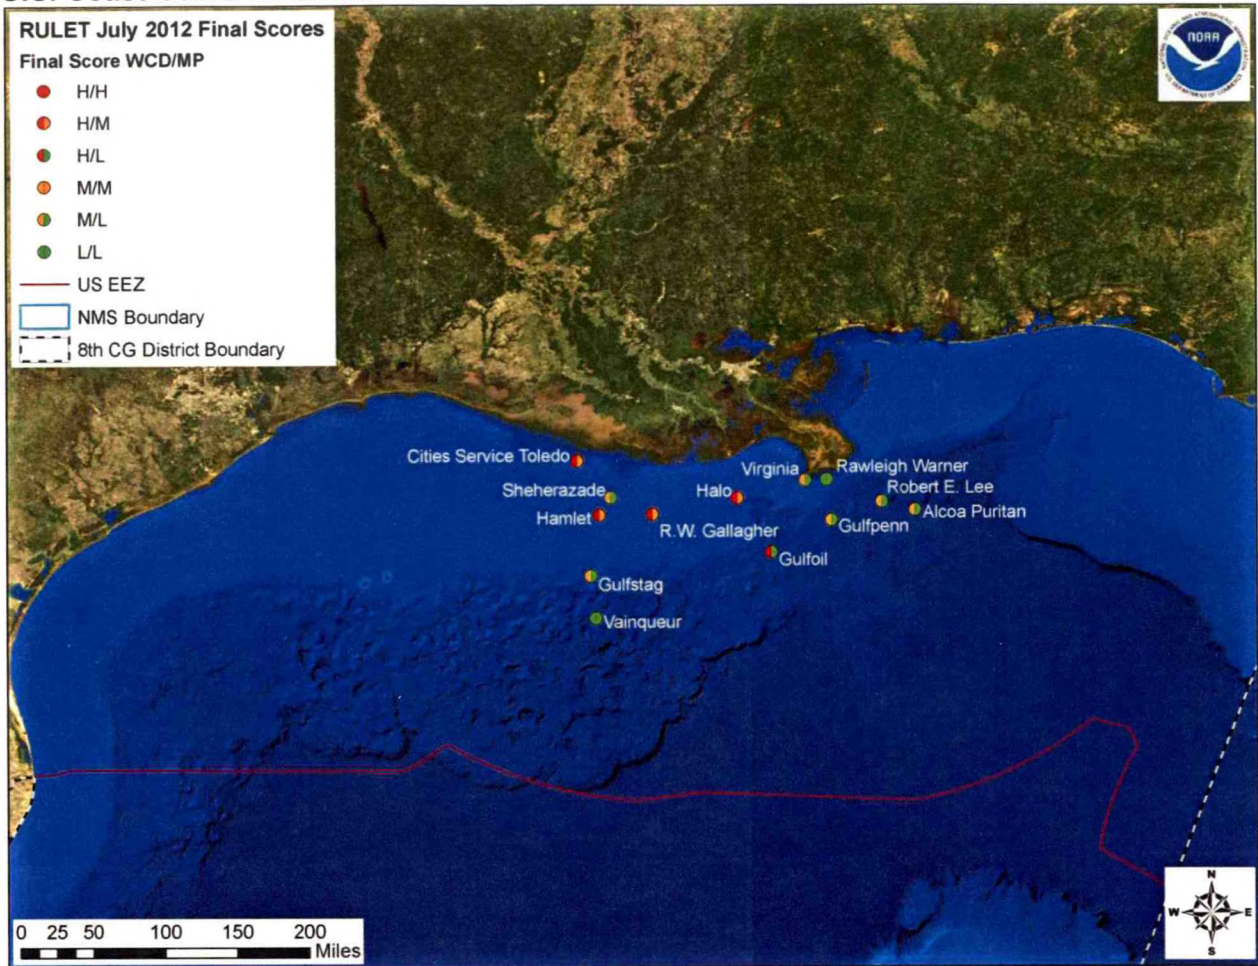 RULET July 2012 Final Scores
Final Score WCD/MP
H/H
H/M
H/L
M/M
M/L
L/L
US EEZ
NMS Boundary
8th CG District Boundary
NOAA
Cities Service Toledo
Virginia
Rawleigh Warner
Sheherazade
Halo
Robert E. Lee
Hamlet
R.W. Gallagher
Gulfpenn
Alcoa Puritan
Gulfoil
Gulfstag
Vainqueur
N
W E
S
0 25 50 100 150 200
Miles